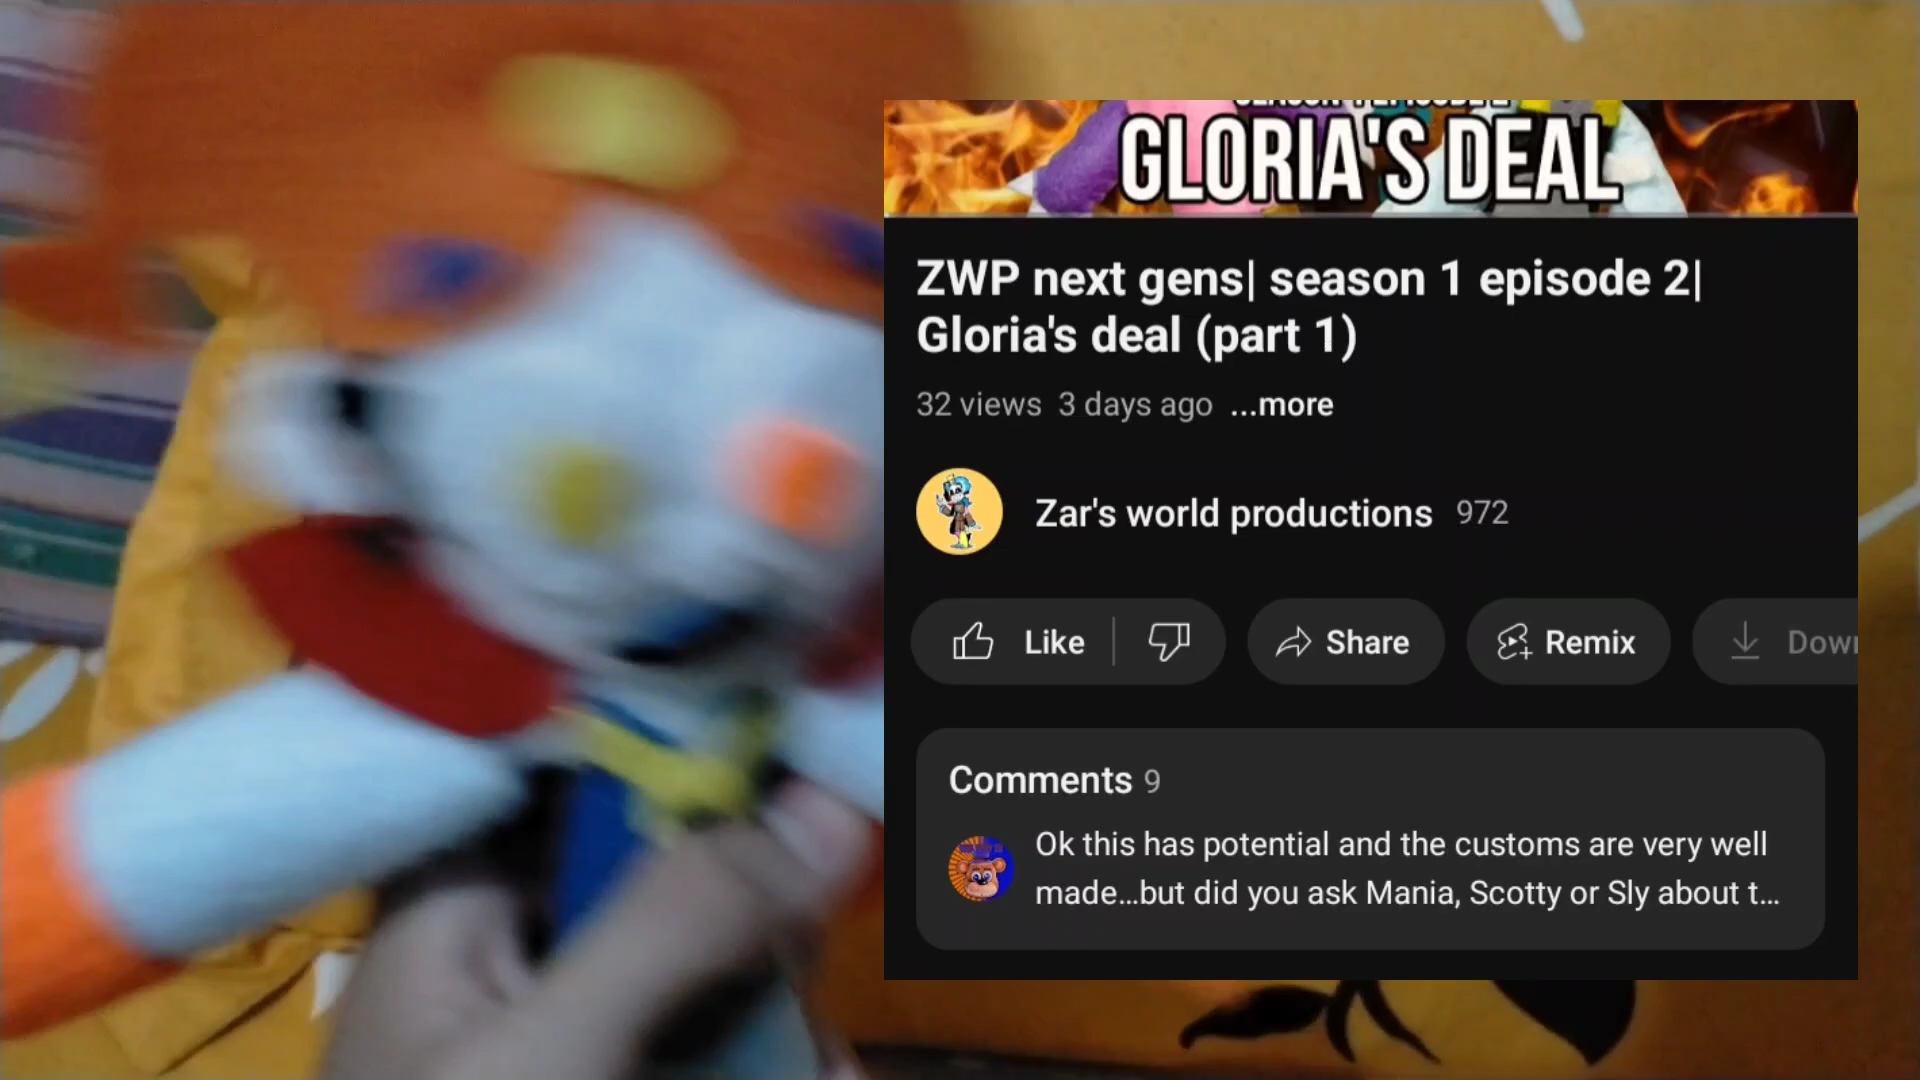 GLORIA'S DEAL
ZWP next gens| season 1 episode 2|
Gloria's deal (part 1)
32 views 3 days ago ...more
Zar's world productions 972
Like
Share
Remix
Dow
Comments 9
Ok this has potential and the customs are very well
made...but did you ask Mania, Scotty or Sly about t...